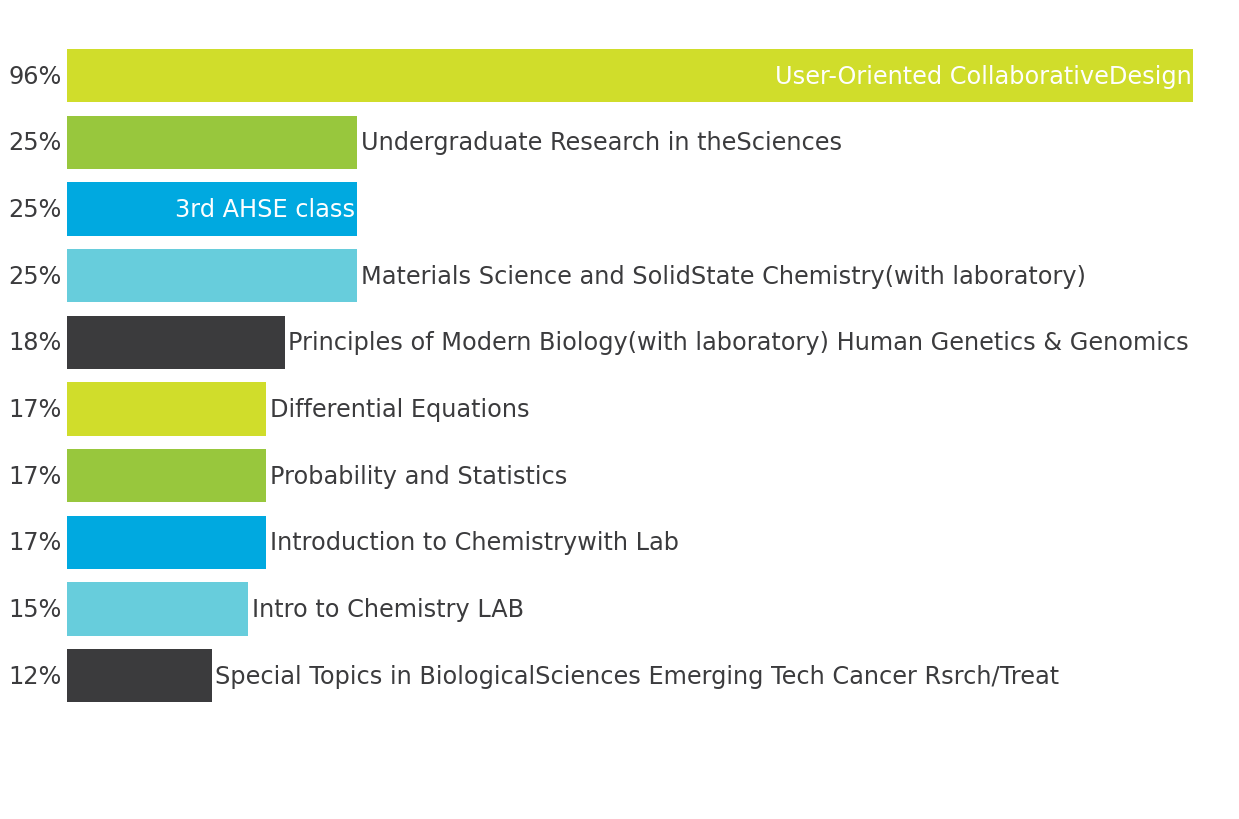 96% User-Oriented CollaborativeDesign
25% Undergraduate Research in theSciences
25% 3rd AHSE class
25% Materials Science and SolidState Chemistry(with laboratory)
18% Principles of Modern Biology(with laboratory) Human Genetics & Genomics
17% Differential Equations
17% Probability and Statistics
17% Introduction to Chemistrywith Lab
15% Intro to Chemistry LAB
12% Special Topics in BiologicalSciences Emerging Tech Cancer Rsrch/Treat